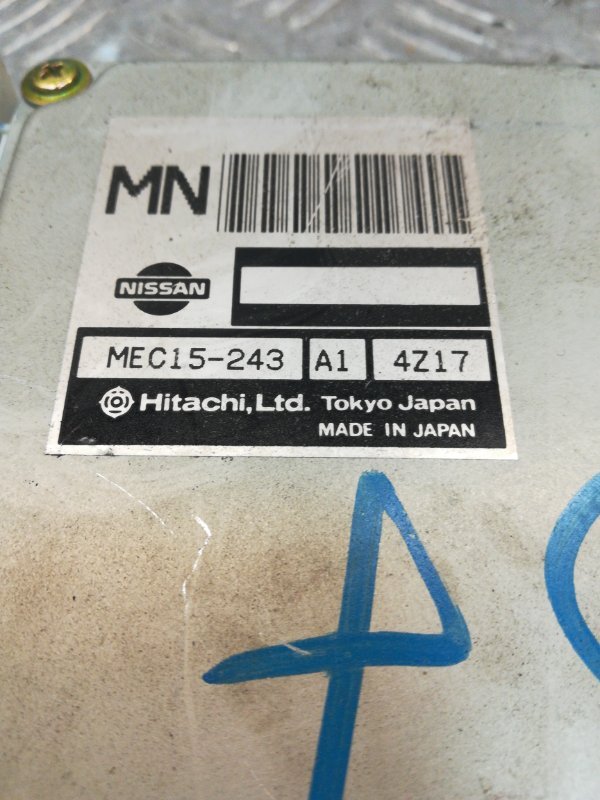 MN
NISSAN
MEC15-243 A1 4Z17
Hitachi, Ltd. Tokyo Japan
MADE IN JAPAN